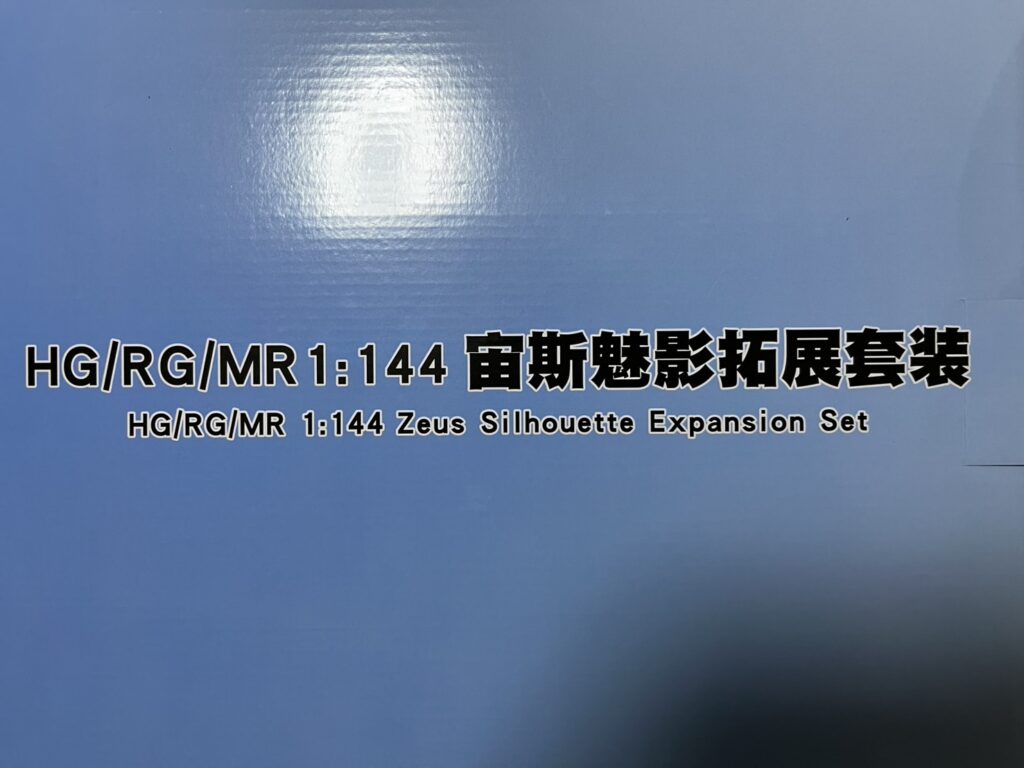 HG/RG/MR 1:144 宙斯魅影拓展套装
HG/RG/MR 1:144 Zeus Silhouette Expansion Set